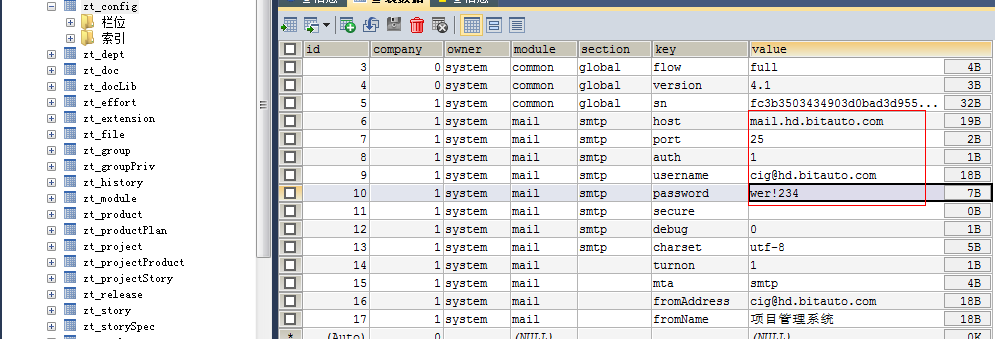 zt_config
栏位
索引
zt_dept
zt_doc
zt_docLib
zt_effort
zt_extension
zt_file
zt_group
zt_groupPriv
zt_history
zt_module
zt_product
zt_productPlan
zt_project
zt_projectProduct
zt_projectStory
zt_release
zt_story
zt_storySpec
id company owner module section key value
3 0 system common global flow full 4B
4 0 system common global version 4.1 3B
5 1 system common global sn fc3b3503434903d0bad3d955... 32B
6 1 system mail smtp host mail.hd.bitauto.com 19B
7 1 system mail smtp port 25 2B
8 1 system mail smtp auth 1 1B
9 1 system mail smtp username cig@hd.bitauto.com 18B
10 1 system mail smtp password wer!234 7B
11 1 system mail smtp secure 0B
12 1 system mail smtp debug 0 1B
13 1 system mail smtp charset utf-8 5B
14 1 system mail turnon 1 1B
15 1 system mail mta smtp 4B
16 1 system mail fromAddress cig@hd.bitauto.com 18B
17 1 system mail fromName 项目管理系统 18B
* (Auto) 0 (NULL) (NULL) 0K